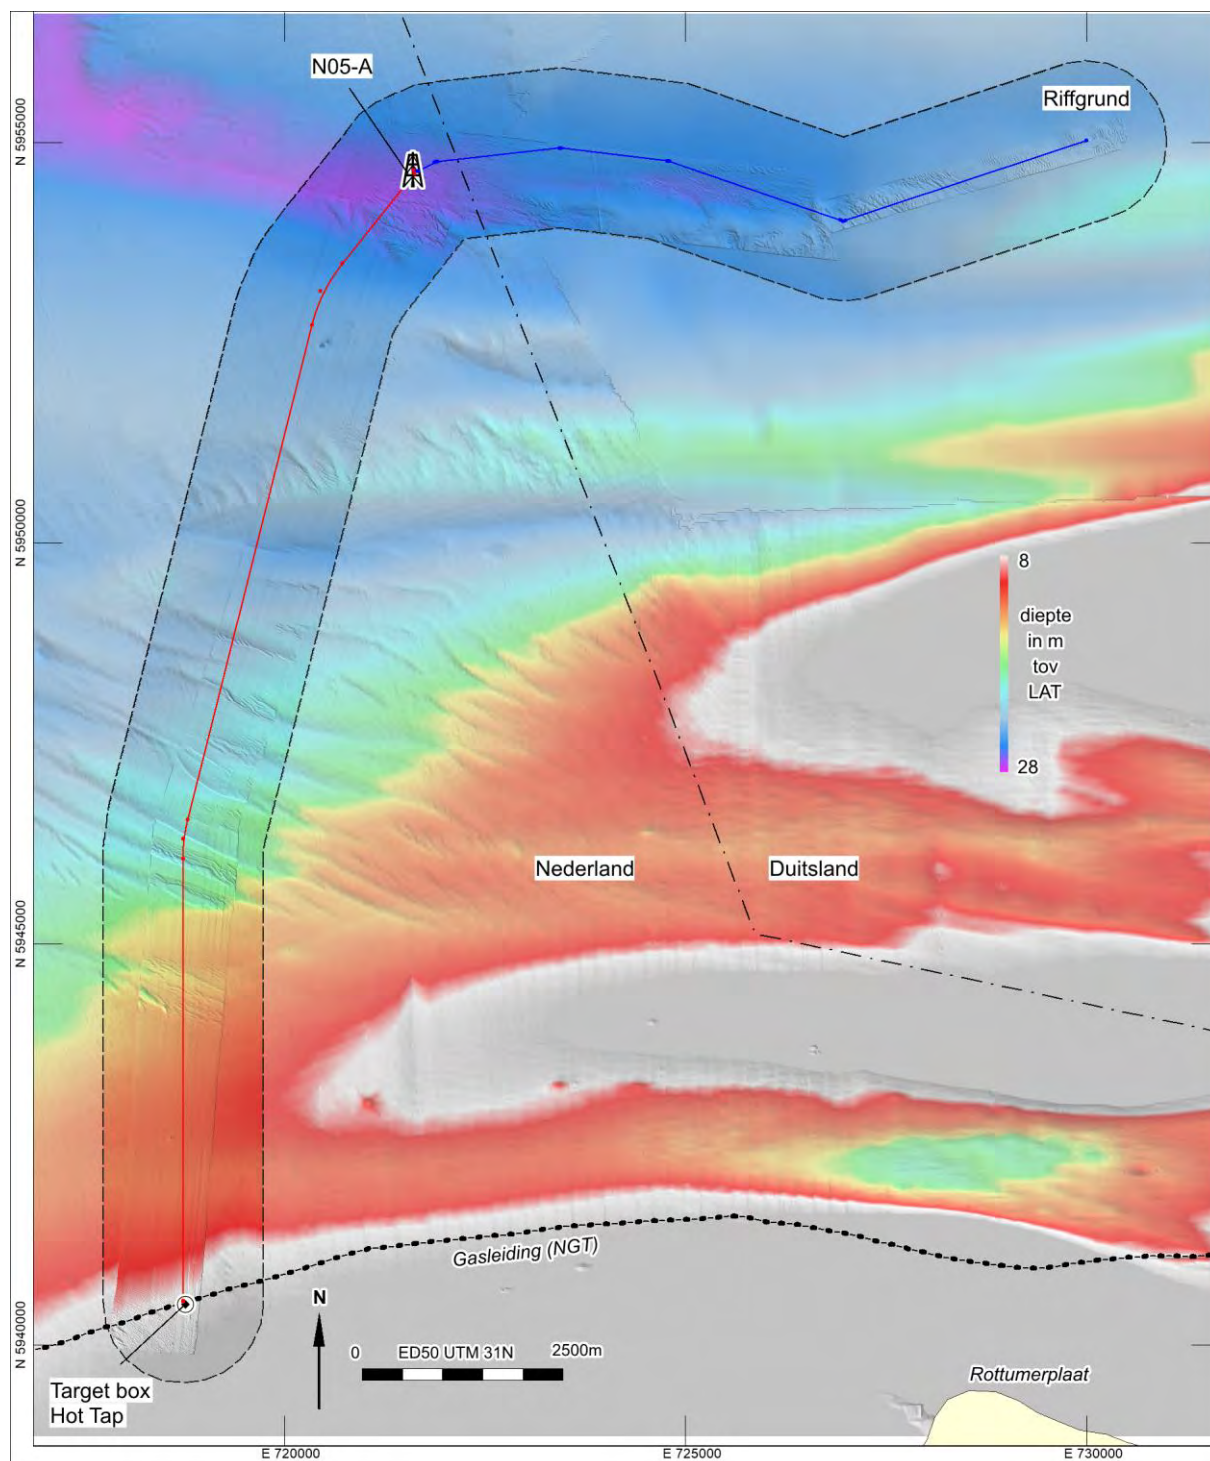 N05-A
Riffgrund
N 5955000
N 5950000
8
diepte
in m
tov
LAT
28
Nederland
Duitsland
N 5945000
Gasleiding (NGT)
N
N 5940000
0 ED50 UTM 31N 2500m
Target box
Hot Tap
Rottumerplaat
E 720000
E 725000
E 730000